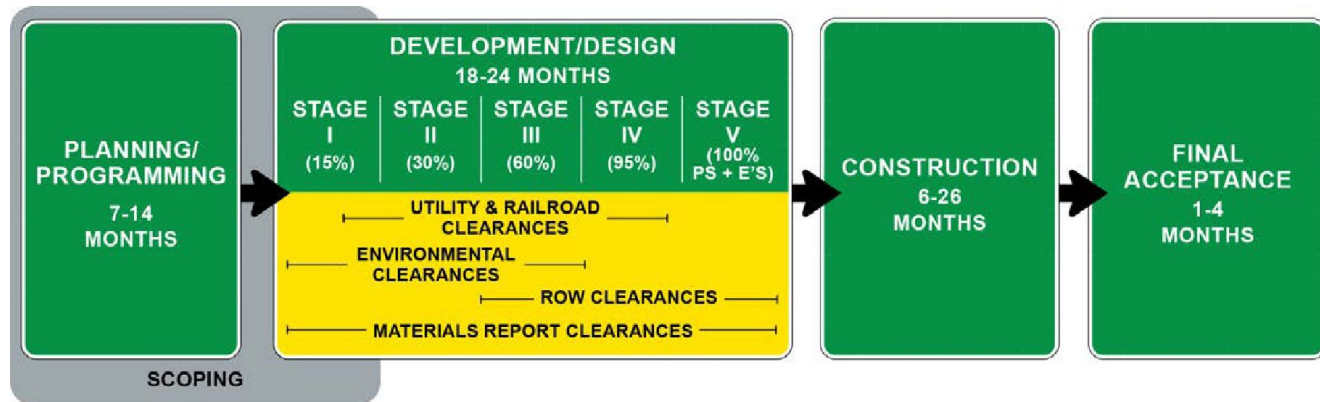 PLANNING/
PROGRAMMING
7-14
MONTHS
SCOPING
DEVELOPMENT/DESIGN
18-24 MONTHS
STAGE
I
(15%)
STAGE
II
(30%)
STAGE
III
(60%)
STAGE
IV
(95%)
STAGE
V
(100%
PS + E'S)
UTILITY & RAILROAD
CLEARANCES
ENVIRONMENTAL
CLEARANCES
ROW CLEARANCES
MATERIALS REPORT CLEARANCES
CONSTRUCTION
6-26
MONTHS
FINAL
ACCEPTANCE
1-4
MONTHS